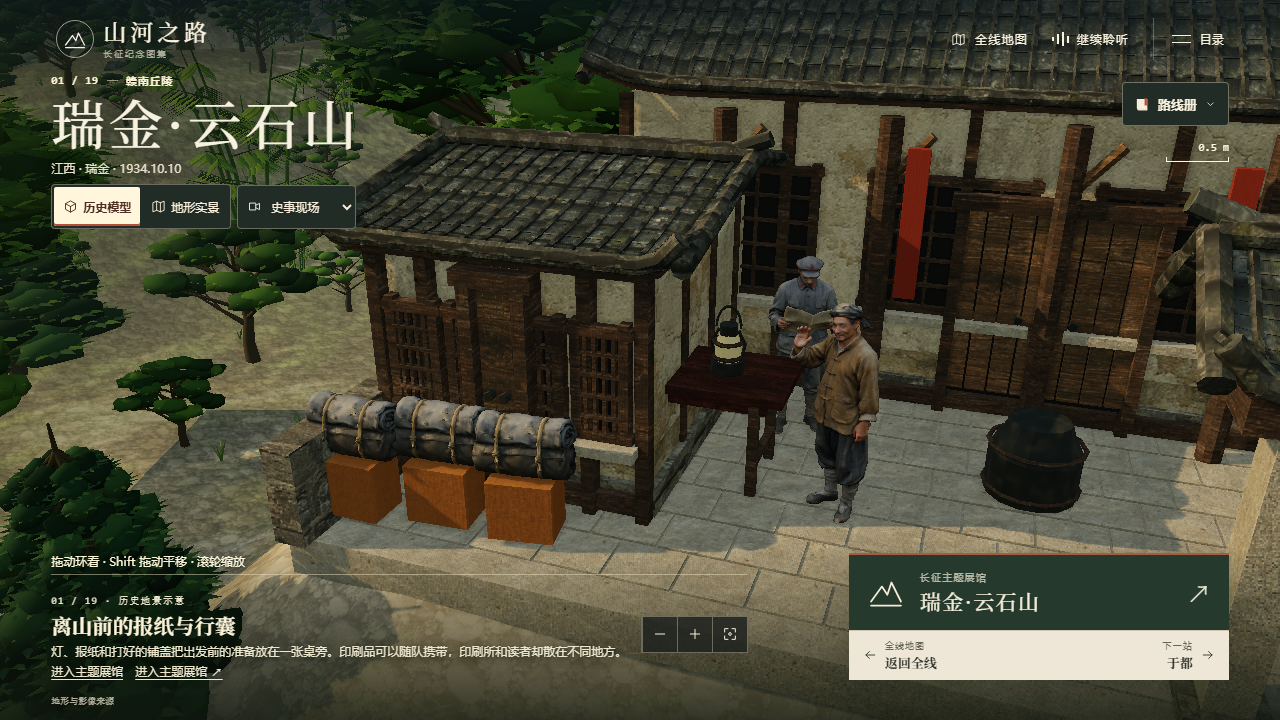 山河之路
长征纪念图集
全线地图
继续聆听
目录
01 / 19 — 赣南丘陵
瑞金·云石山
江西 · 瑞金 · 1934.10.10
历史模型
地形实景
史事现场
路线册
0.5 m
拖动环看 · Shift 拖动平移 · 滚轮缩放
01 / 19 · 历史场景示意
离山前的报纸与行囊
灯、报纸和打好的铺盖把出发前的准备放在一张桌旁。印刷品可以随队携带，印刷所和读者却散在不同地方。
进入主题展馆 进入主题展馆 ↗
地形与影像来源
长征主题展馆
瑞金·云石山
全线地图
返回全线
下一站
于都